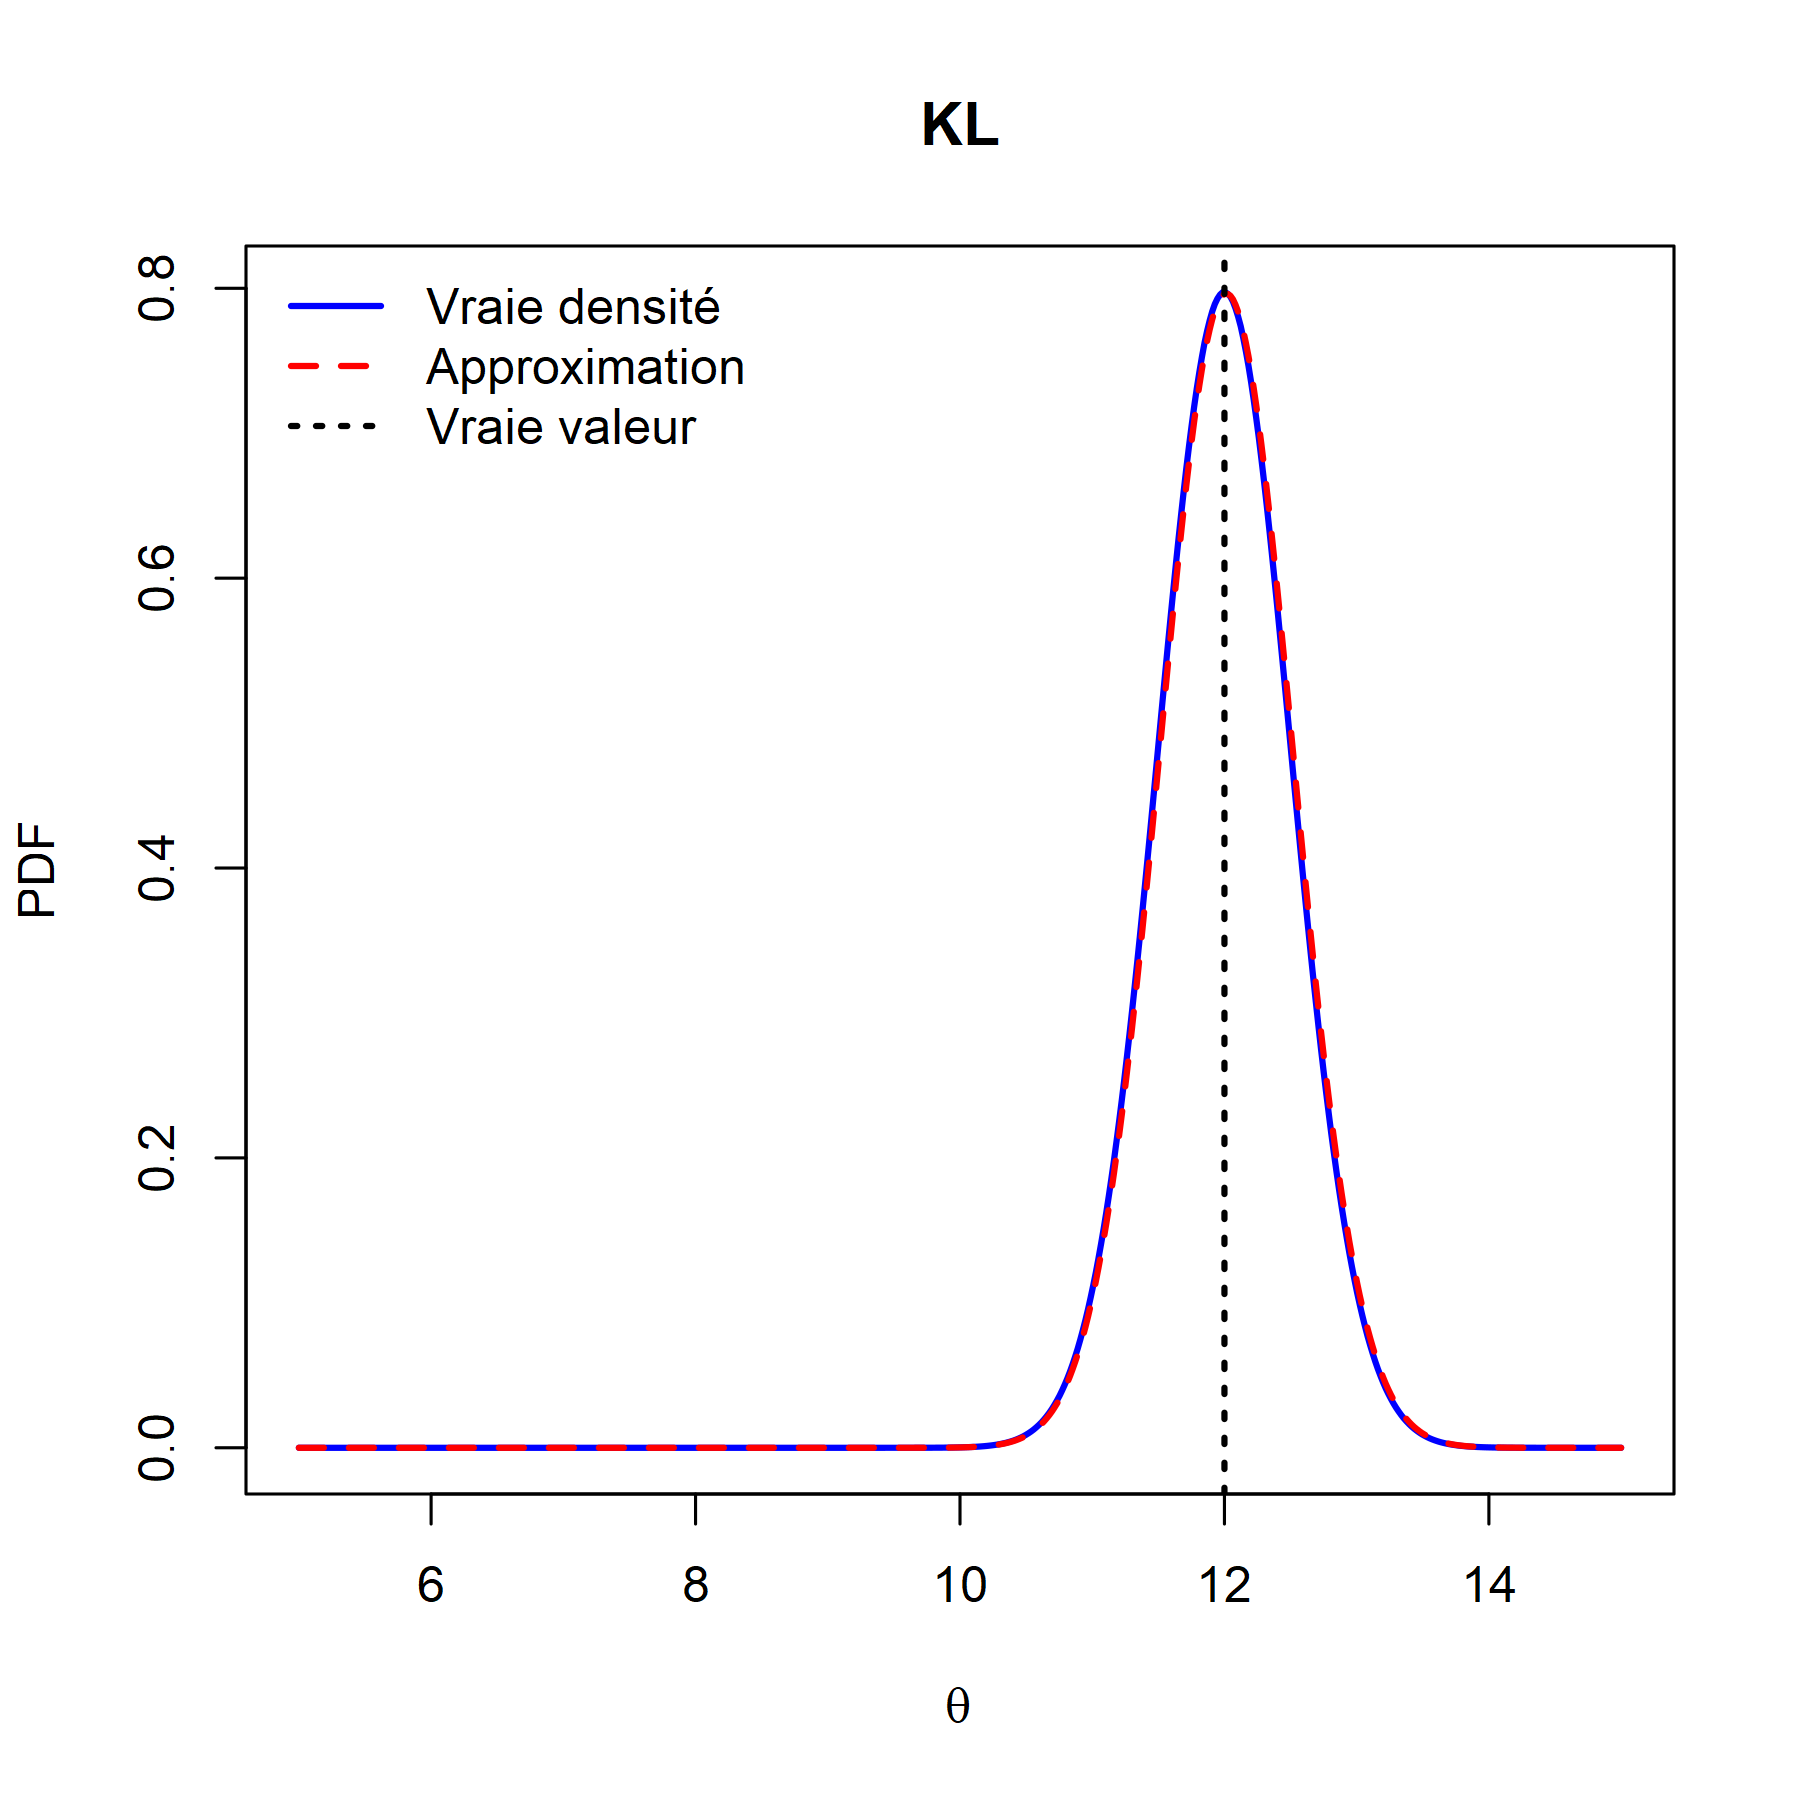 KL
Vraie densité
Approximation
Vraie valeur
PDF
0.8
0.6
0.4
0.2
0.0
6 8 10 12 14
θ